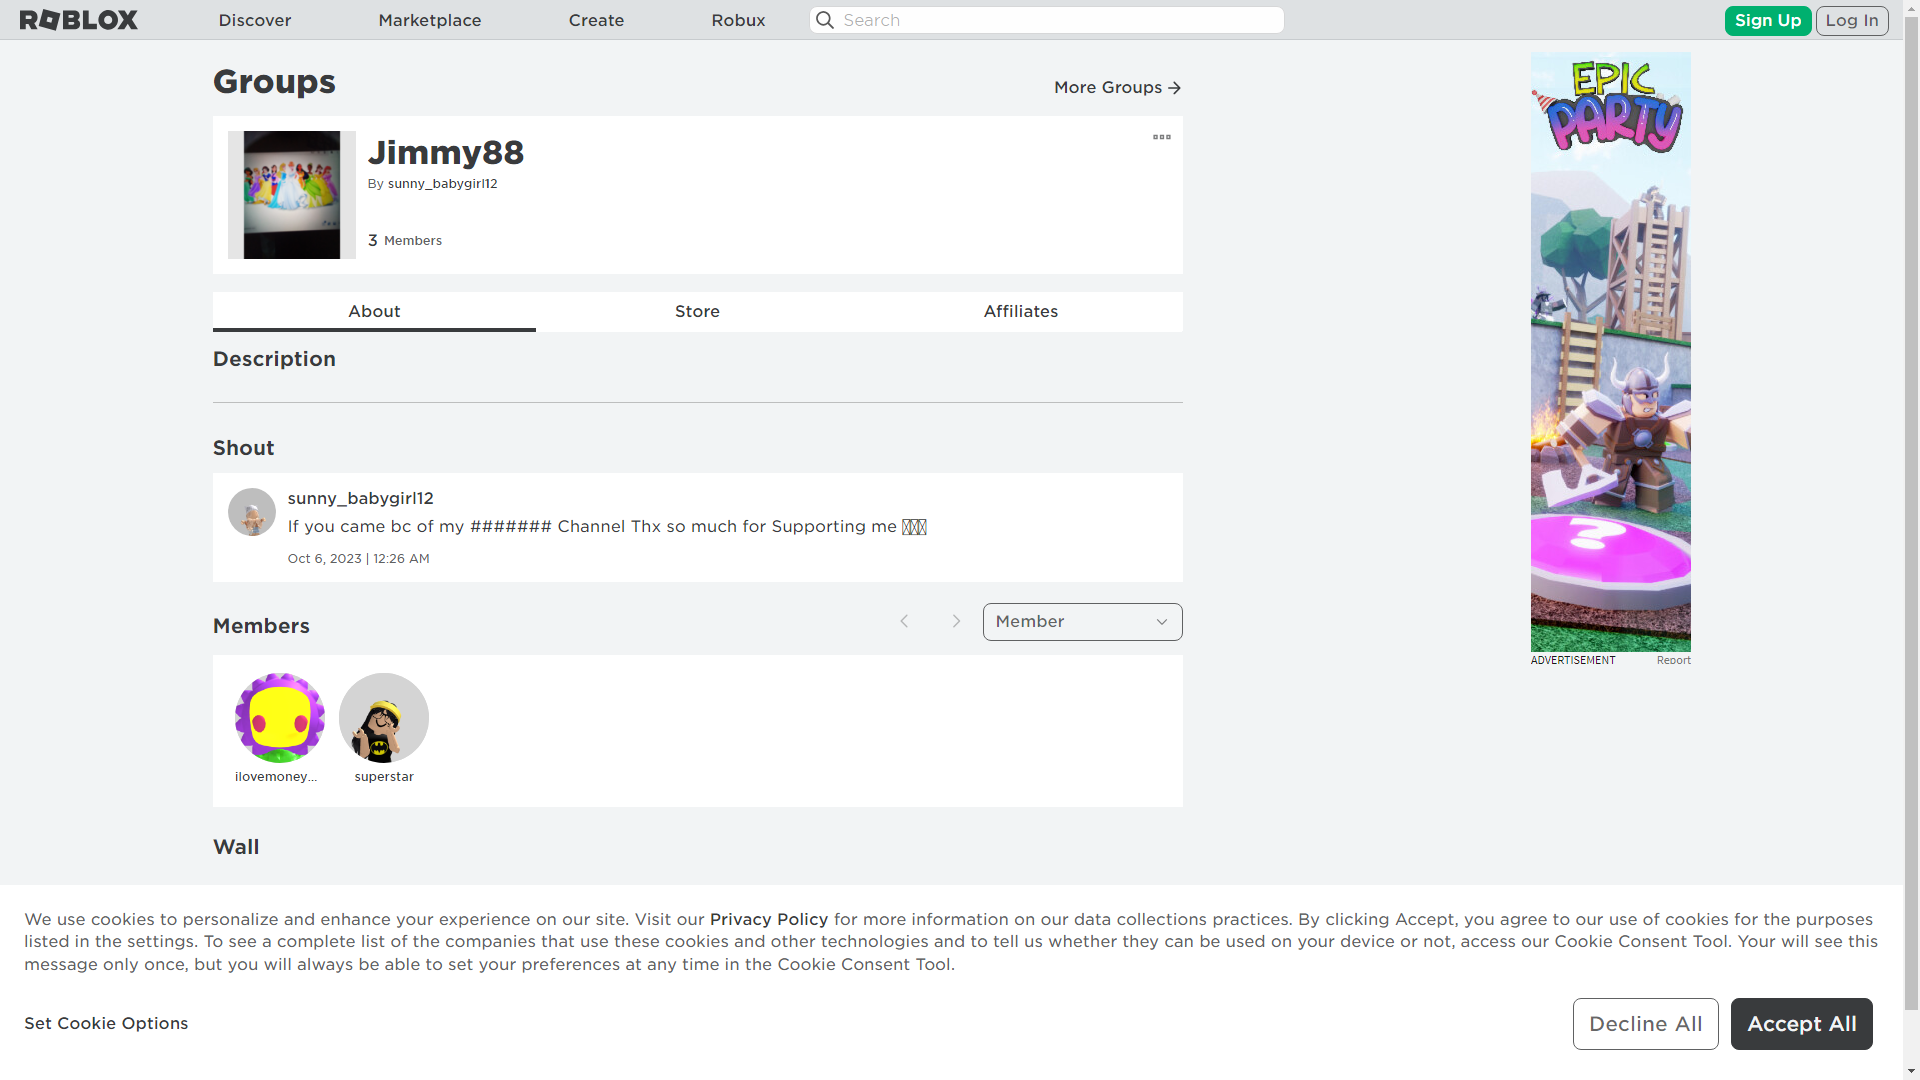 ROBLOX Discover Marketplace Create Robux Search Sign Up Log In
Groups
More Groups
Jimmy88
By sunny_babygirl12
3 Members
About Store Affiliates
Description
Shout
sunny_babygirl12
If you came bc of my ####### Channel Thx so much for Supporting me
Oct 6, 2023 | 12:26 AM
Members
Member
ilovemoney... superstar
Wall
EPIC
PARTY
ADVERTISEMENT Report
We use cookies to personalize and enhance your experience on our site. Visit our Privacy Policy for more information on our data collections practices. By clicking Accept, you agree to our use of cookies for the purposes
listed in the settings. To see a complete list of the companies that use these cookies and other technologies and to tell us whether they can be used on your device or not, access our Cookie Consent Tool. Your will see this
message only once, but you will always be able to set your preferences at any time in the Cookie Consent Tool.
Set Cookie Options
Decline All Accept All